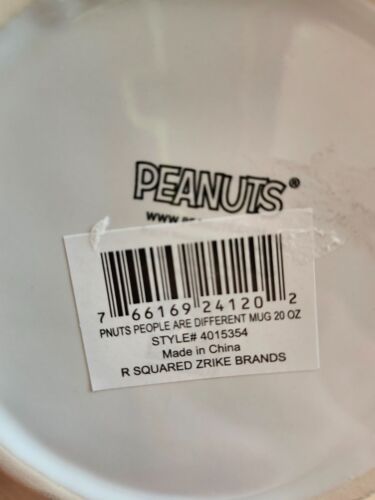 PEANUTS®
WWW.PE
7 66169 24120 2
PNUTS PEOPLE ARE DIFFERENT MUG 20 OZ
STYLE# 4015354
Made in China
R SQUARED ZRIKE BRANDS